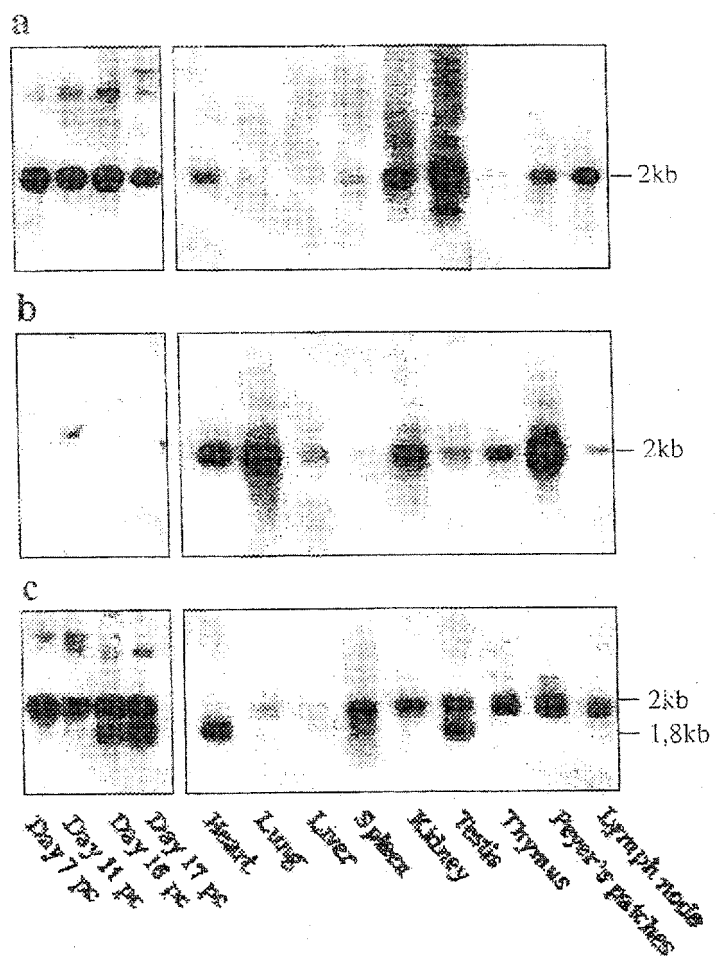 a
2kb
b
2kb
c
2kb
1,8kb
Day 7 pc
Day 11 pc
Day 16 pc
Day 17 pc
Heart
Lung
Liver
Spleen
Kidney
Testis
Thymus
Peyer's patches
Lymph node